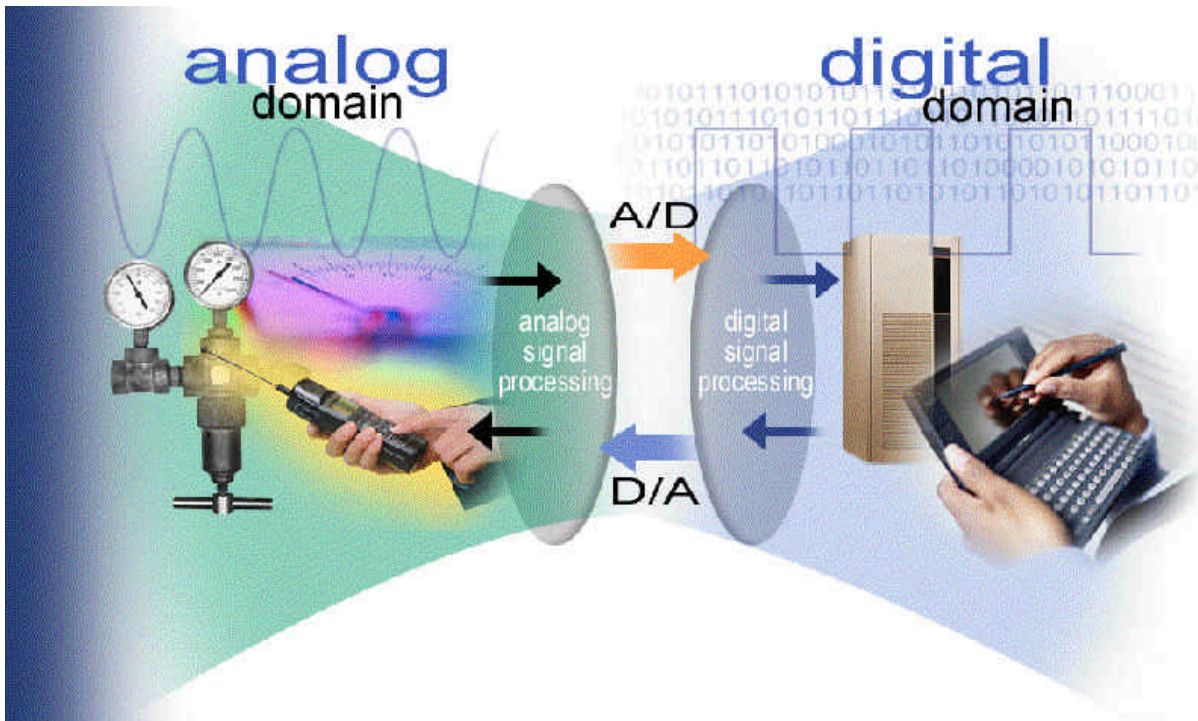 analog
domain
digital
domain
A/D
analog
signal
processing
digital
signal
processing
D/A